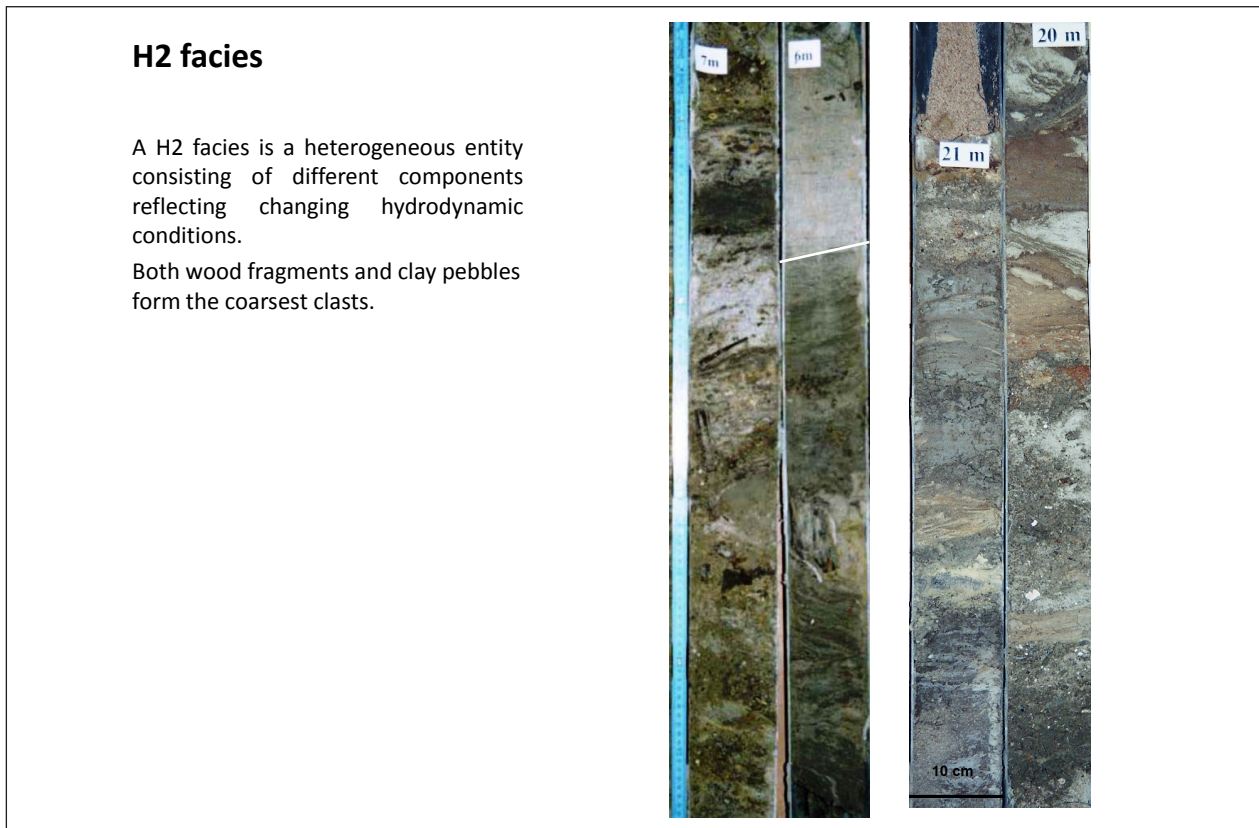 H2 facies
A H2 facies is a heterogeneous entity
consisting of different components
reflecting changing hydrodynamic
conditions.
Both wood fragments and clay pebbles
form the coarsest clasts.
7m
6m
20 m
21 m
10 cm